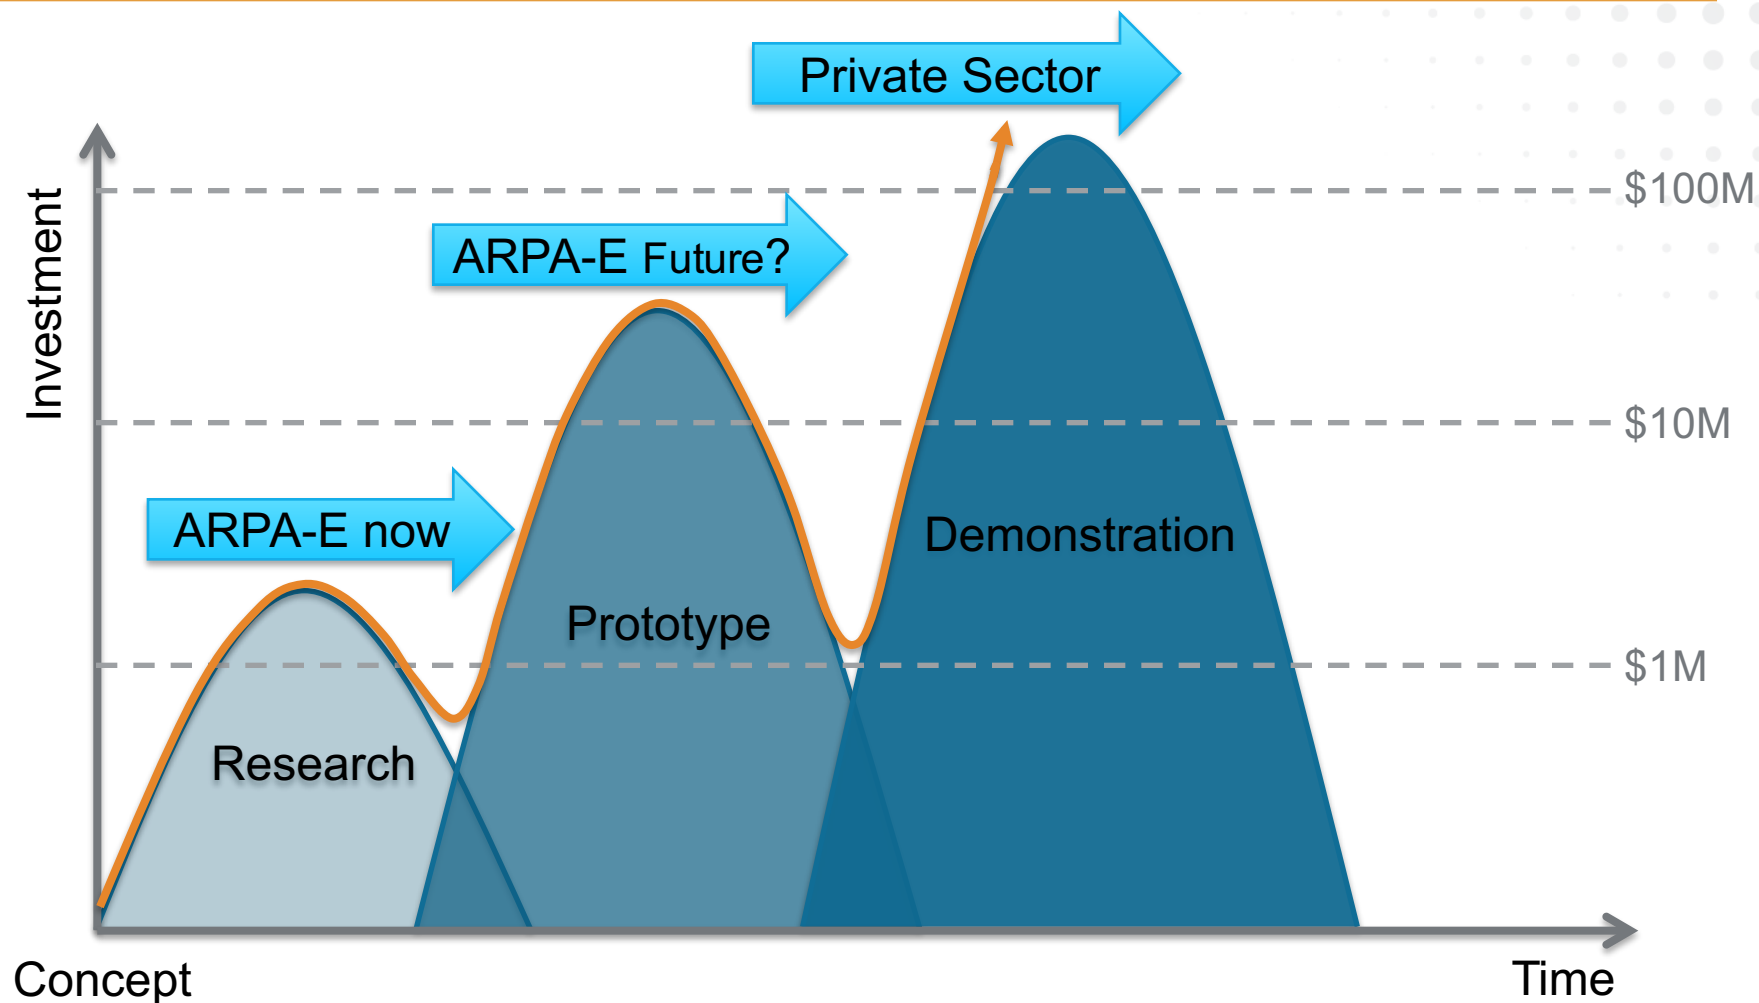 Private Sector
$100M
Investment
ARPA-E Future?
$10M
ARPA-E now
Demonstration
Prototype
$1M
Research
Concept
Time